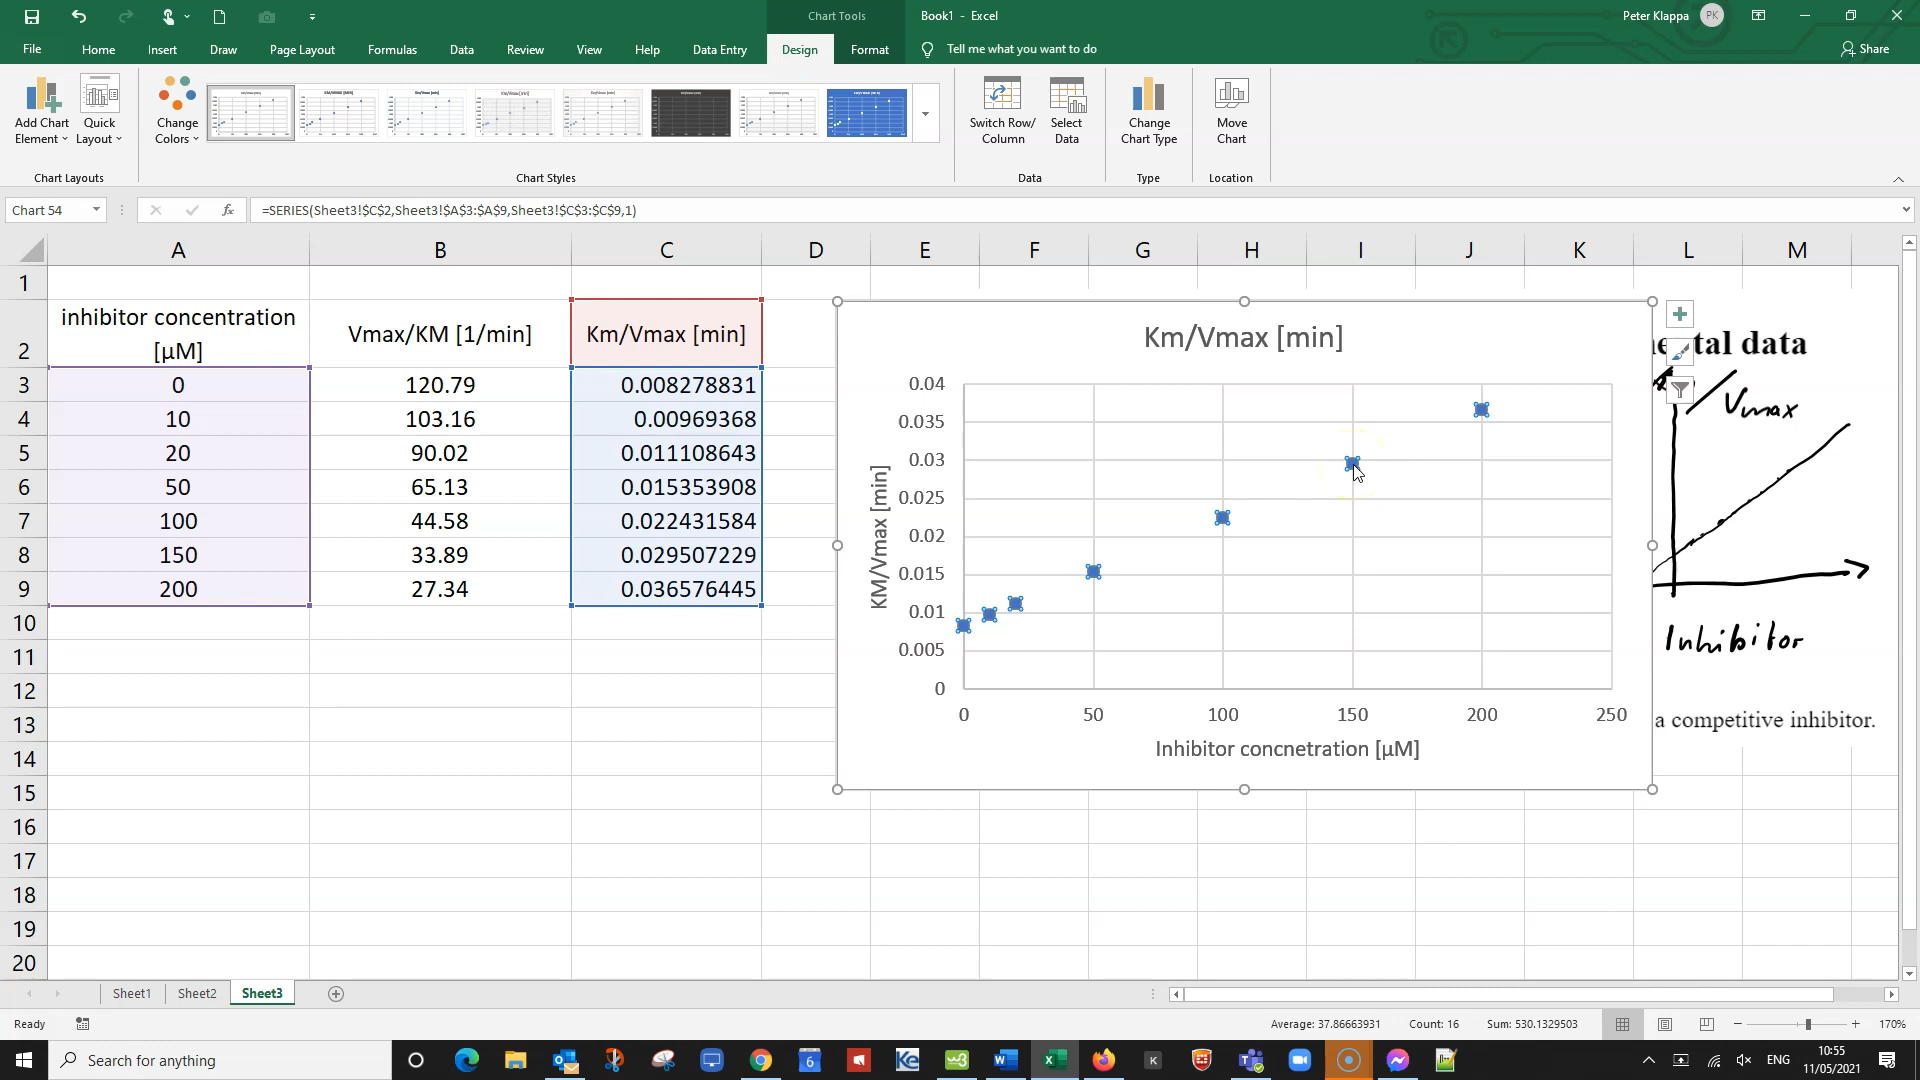 Chart Tools
Book1 - Excel
Peter Klappa
PK
File
Home
Insert
Draw
Page Layout
Formulas
Data
Review
View
Help
Data Entry
Design
Format
Tell me what you want to do
Share
Add Chart
Element
Quick
Layout
Change
Colors
Switch Row/
Column
Select
Data
Change
Chart Type
Move
Chart
Chart Layouts
Chart Styles
Data
Type
Location
Chart 54
fx
=SERIES(Sheet3!$C$2,Sheet3!$A$3:$A$9,Sheet3!$C$3:$C$9,1)
A B C D E F G H I J K L M
1
2 inhibitor concentration
[µM]
Vmax/KM [1/min]
Km/Vmax [min]
3 0 120.79 0.008278831
4 10 103.16 0.00969368
5 20 90.02 0.011108643
6 50 65.13 0.015353908
7 100 44.58 0.022431584
8 150 33.89 0.029507229
9 200 27.34 0.036576445
10
11
12
13
14
15
16
17
18
19
20
Km/Vmax [min]
0.04
0.035
0.03
0.025
0.02
0.015
0.01
0.005
0
KM/Vmax [min]
0 50 100 150 200 250
Inhibitor concnetration [µM]
tal data
/Vmax
Inhibitor
a competitive inhibitor.
Sheet1
Sheet2
Sheet3
Ready
Average: 37.86663931
Count: 16
Sum: 530.1329503
170%
Search for anything
ENG
10:55
11/05/2021